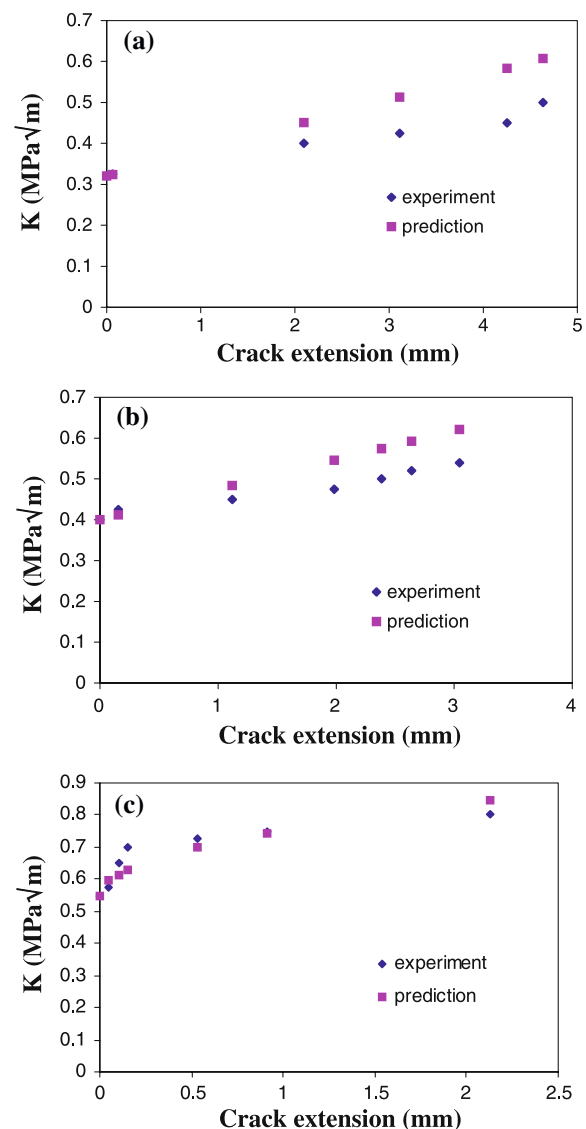 (a)
0.7
0.6
0.5
0.4
0.3
0.2
0.1
0
K (MPa√m)
experiment
prediction
0 1 2 3 4 5
Crack extension (mm)
(b)
0.7
0.6
0.5
0.4
0.3
0.2
0.1
0
K (MPa√m)
experiment
prediction
0 1 2 3 4
Crack extension (mm)
(c)
0.9
0.8
0.7
0.6
0.5
0.4
0.3
0.2
0.1
0
K (MPa√m)
experiment
prediction
0 0.5 1 1.5 2 2.5
Crack extension (mm)